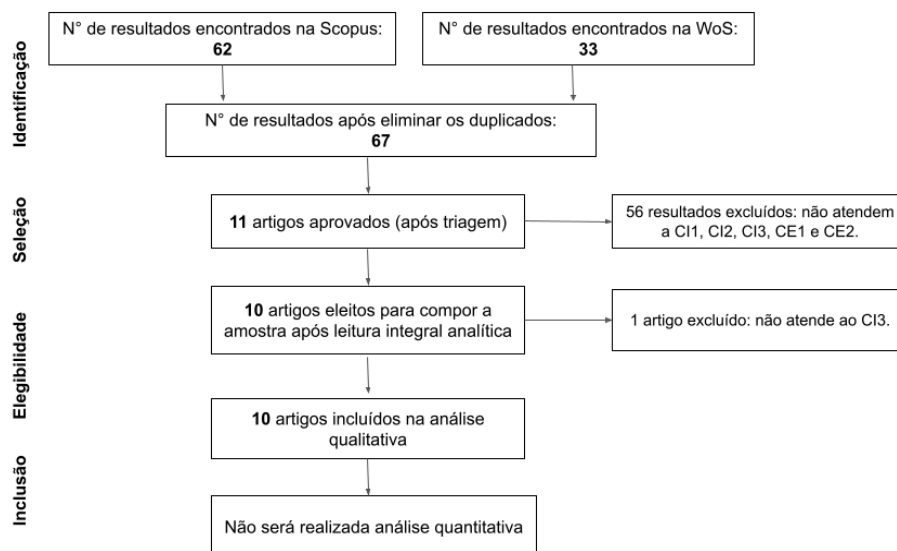 N° de resultados encontrados na Scopus:
62
N° de resultados encontrados na WoS:
33
Identificação
N° de resultados após eliminar os duplicados:
67
Seleção
11 artigos aprovados (após triagem)
56 resultados excluídos: não atendem
a CI1, CI2, CI3, CE1 e CE2.
Elegibilidade
10 artigos eleitos para compor a
amostra após leitura integral analítica
1 artigo excluído: não atende ao CI3.
10 artigos incluídos na análise
qualitativa
Inclusão
Não será realizada análise quantitativa